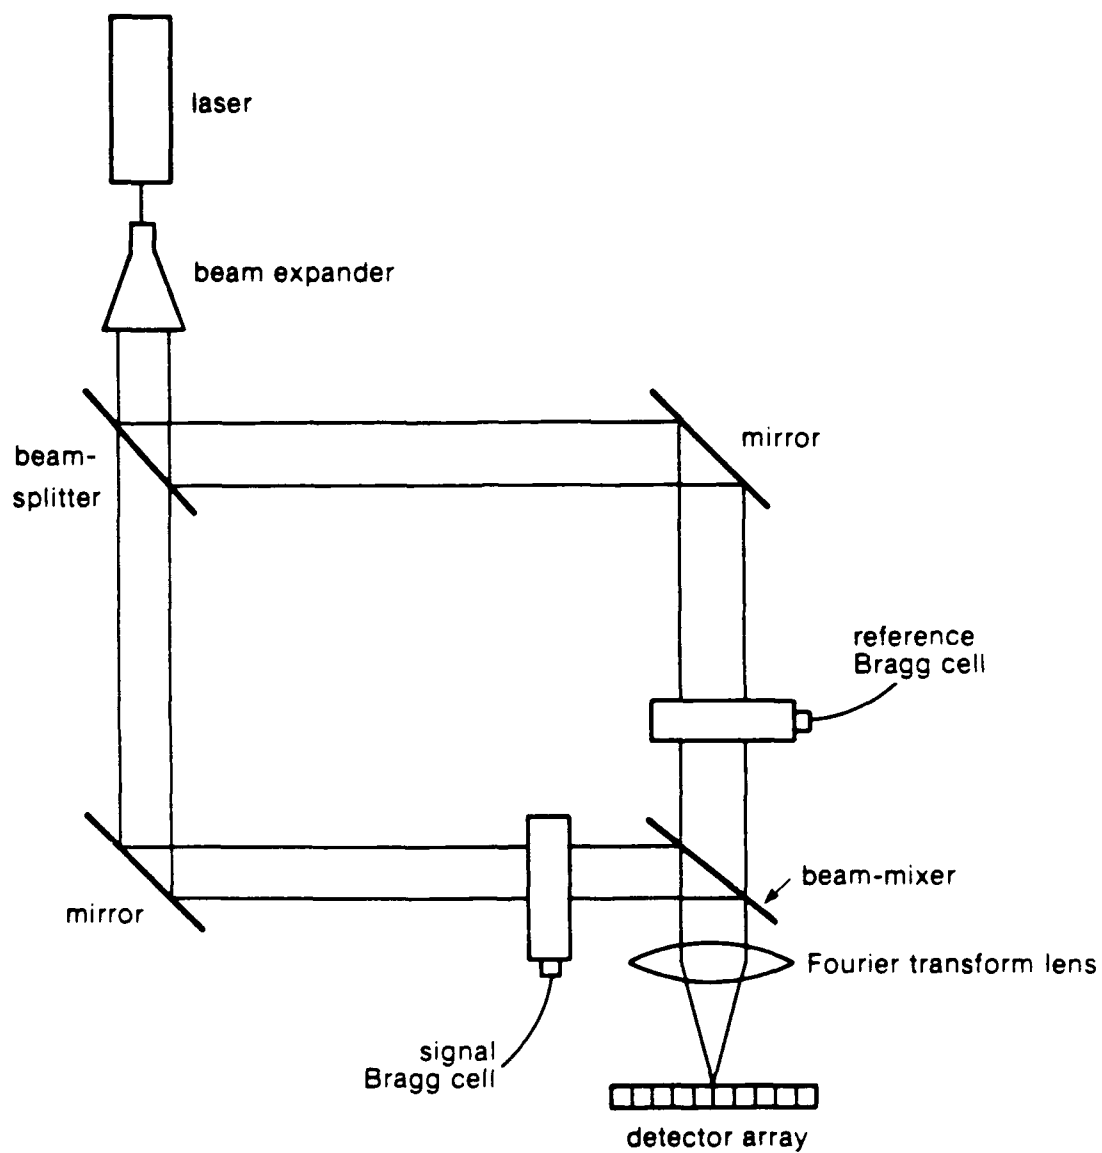 laser
beam expander
beam-
splitter
mirror
reference
Bragg cell
mirror
beam-mixer
Fourier transform lens
signal
Bragg cell
detector array